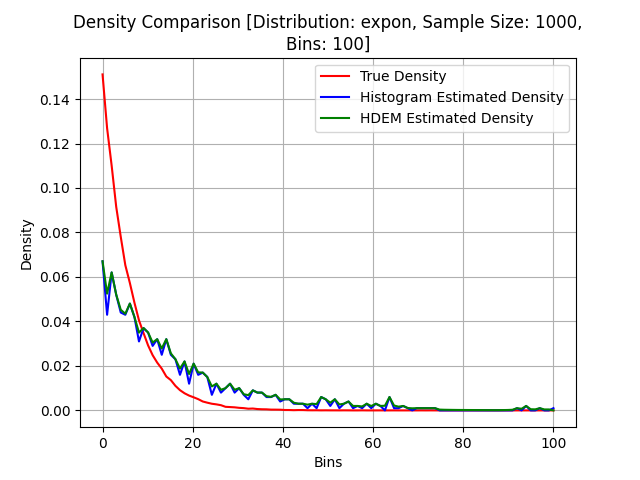 Density Comparison [Distribution: expon, Sample Size: 1000,
Bins: 100]
True Density
Histogram Estimated Density
HDEM Estimated Density
Density
0.14
0.12
0.10
0.08
0.06
0.04
0.02
0.00
0 20 40 60 80 100
Bins